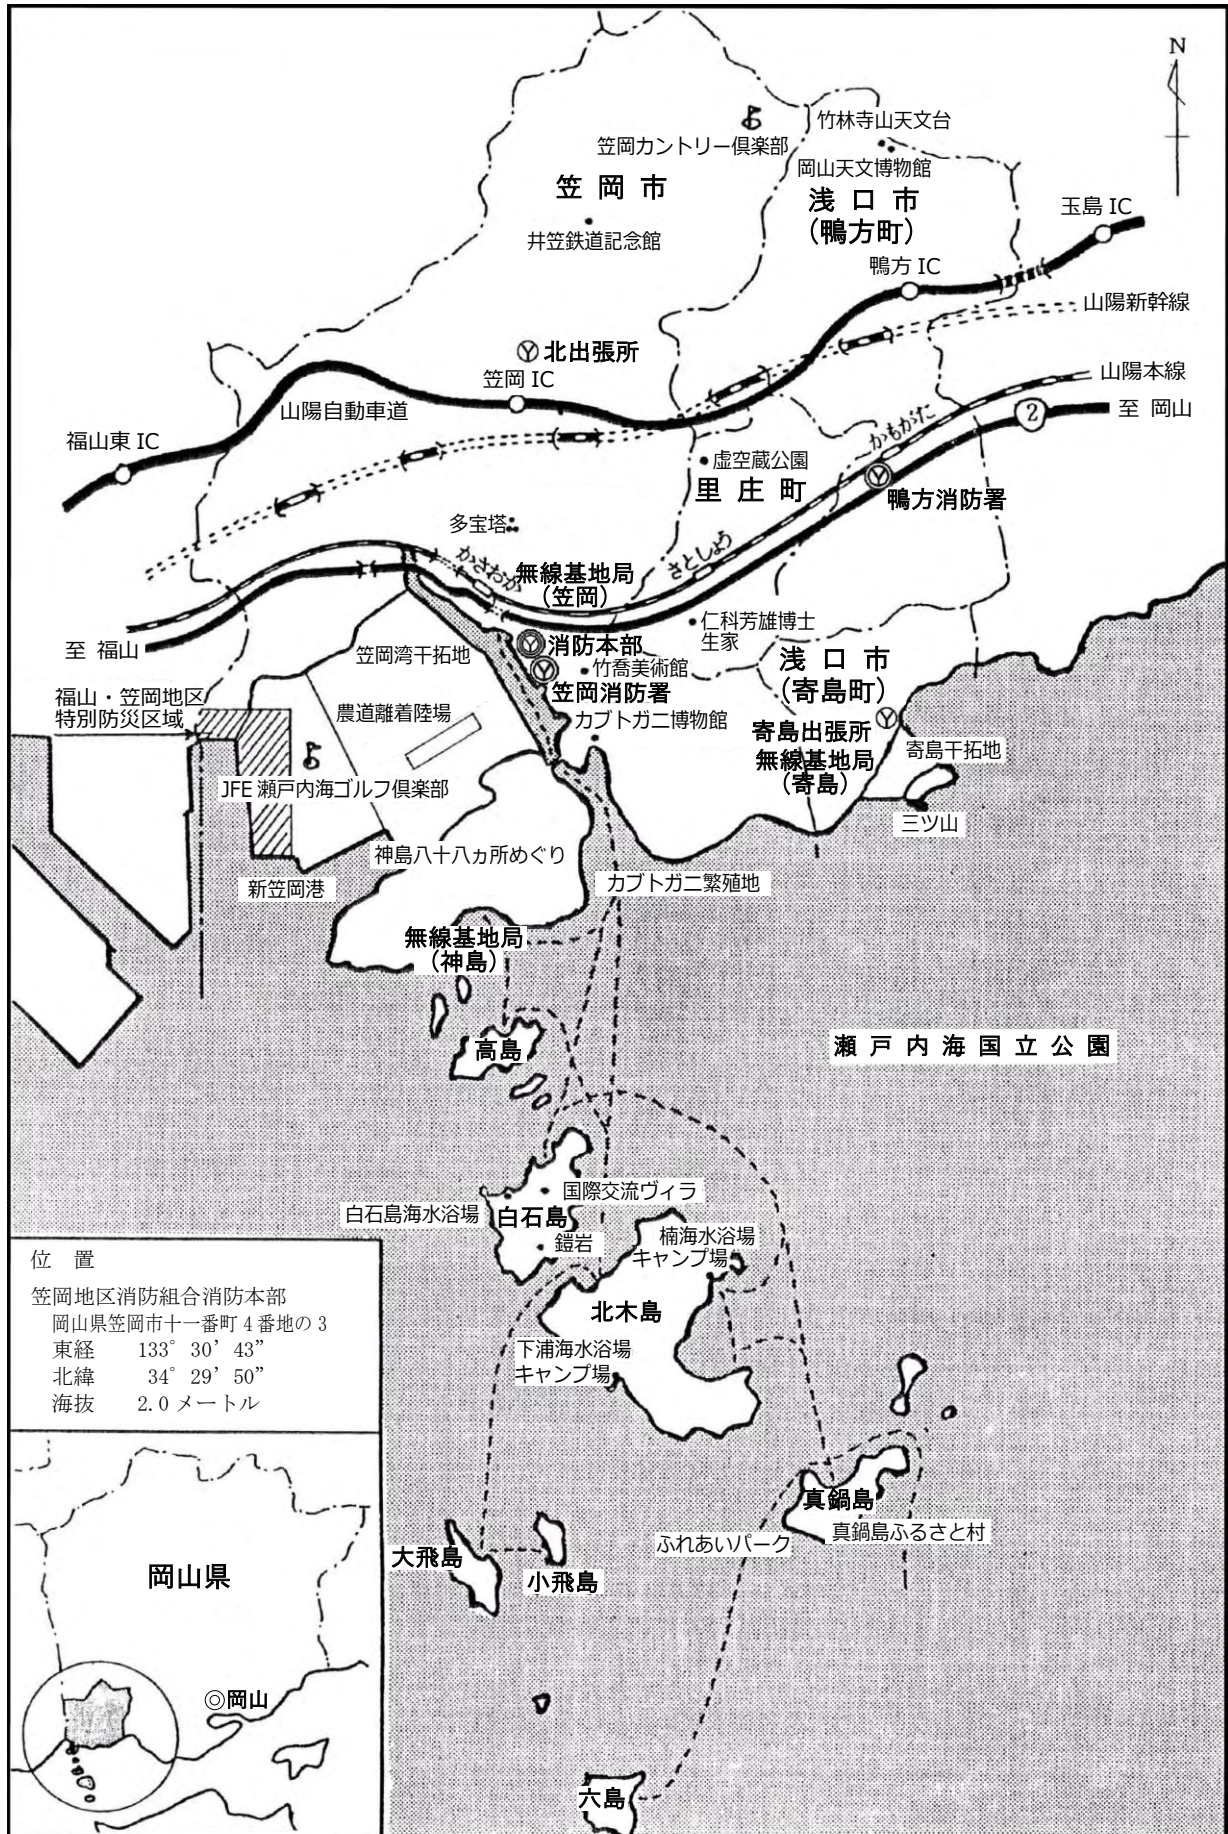 N
竹林寺山天文台
笠岡カントリー倶楽部
岡山天文博物館
笠岡市
浅口市
(鴨方町)
玉島 IC
井笠鉄道記念館
鴨方 IC
山陽新幹線
北出張所
笠岡 IC
山陽本線
山陽自動車道
2
至 岡山
福山東 IC
かもがた
虚空蔵公園
里庄町
鴨方消防署
多宝塔
かさおか
さとしょう
無線基地局
(笠岡)
仁科芳雄博士
生家
至 福山
消防本部
笠岡湾干拓地
竹喬美術館
浅口市
(寄島町)
笠岡消防署
福山・笠岡地区
特別防災区域
農道離着陸場
カブトガニ博物館
寄島出張所
無線基地局
(寄島)
寄島干拓地
JFE 瀬戸内海ゴルフ倶楽部
三ツ山
神島八十八ヵ所めぐり
新笠岡港
カブトガニ繁殖地
無線基地局
(神島)
高島
瀬戸内海国立公園
国際交流ヴィラ
白石島海水浴場
白石島
鎧岩
楠海水浴場
キャンプ場
北木島
下浦海水浴場
キャンプ場
位 置
笠岡地区消防組合消防本部
岡山県笠岡市十一番町 4 番地の 3
東経 133°30’43”
北緯 34°29’50”
海抜 2.0 メートル
真鍋島
ふれあいパーク
真鍋島ふるさと村
大飛島
小飛島
岡山県
◎岡山
六島